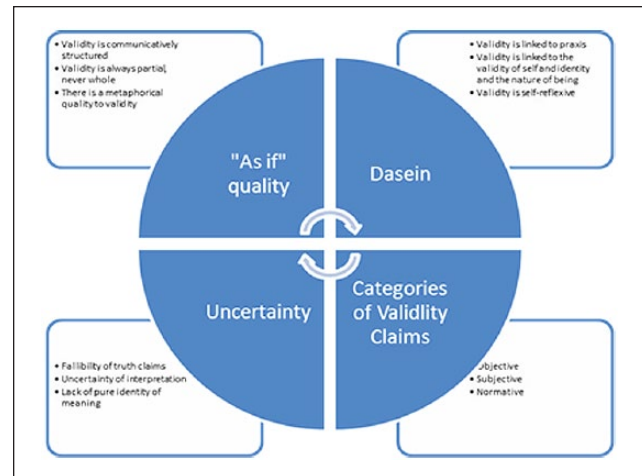 • Validity is communicatively
structured
• Validity is always partial,
never whole
• There is a metaphorical
quality to validity
• Validity is linked to praxis
• Validity is linked to the
validity of self and identity
and the nature of being
• Validity is self-reflexive
"As if"
quality
Dasein
Uncertainty
Categories
of Validlity
Claims
• Fallibility of truth claims
• Uncertainty of interpretation
• Lack of pure identity of
meaning
Objective
• Subjective
• Normative